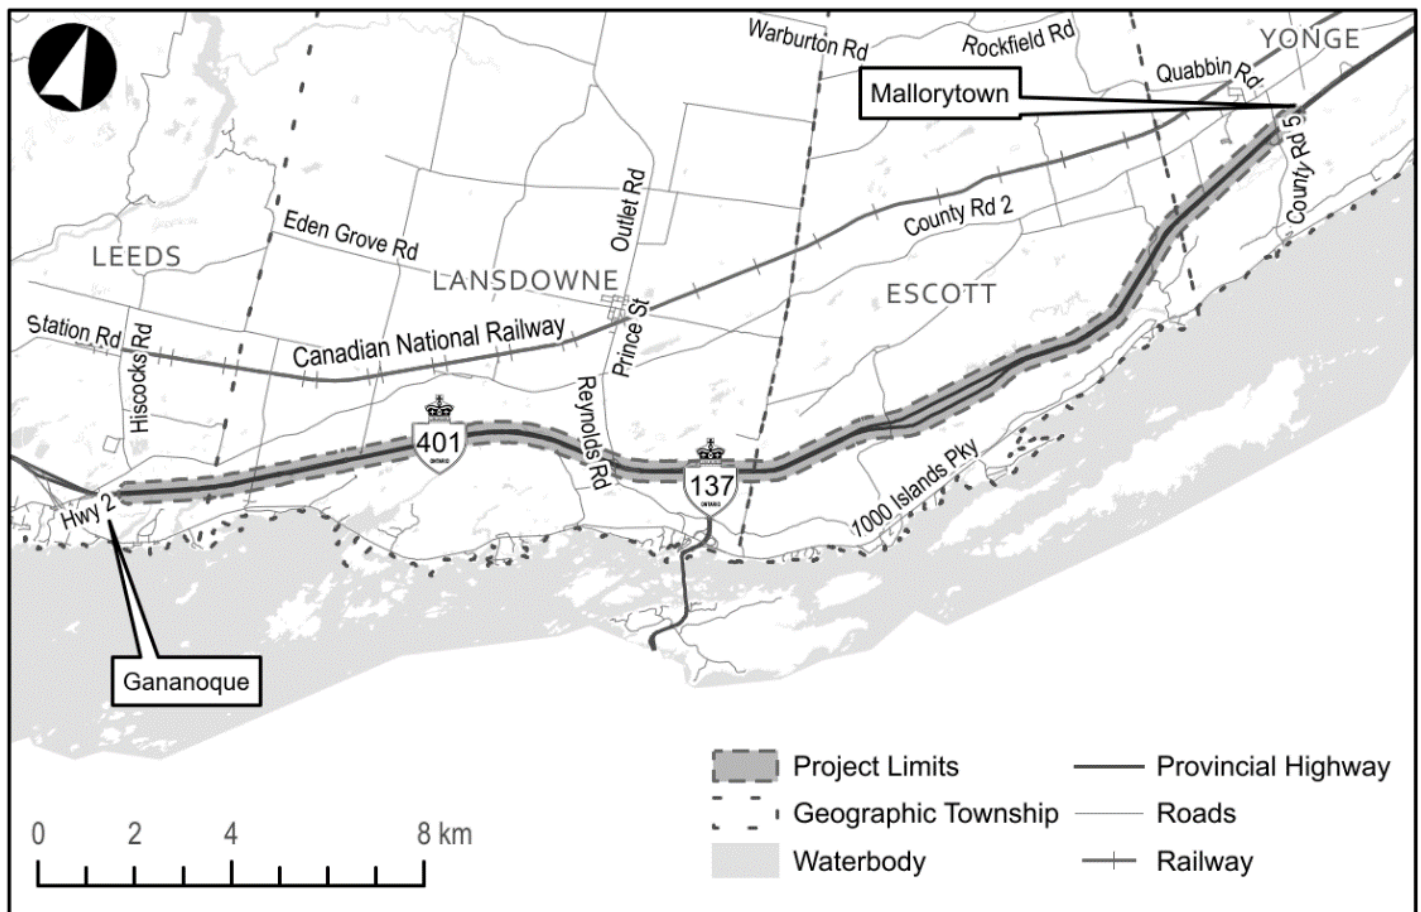 Warburton Rd
Rockfield Rd
YONGE
Quabbin Rd
Mallorytown
County Rd 5
Outlet Rd
County Rd 2
Eden Grove Rd
LEEDS
LANSDOWNE
ESCOTT
Station Rd
Hiscocks Rd
Canadian National Railway
Prince St
Reynolds Rd
401
ONTARIO
137
ONTARIO
Hwy 2
1000 Islands Pky
Gananoque
Project Limits
Geographic Township
Waterbody
Provincial Highway
Roads
Railway
0 2 4 8 km